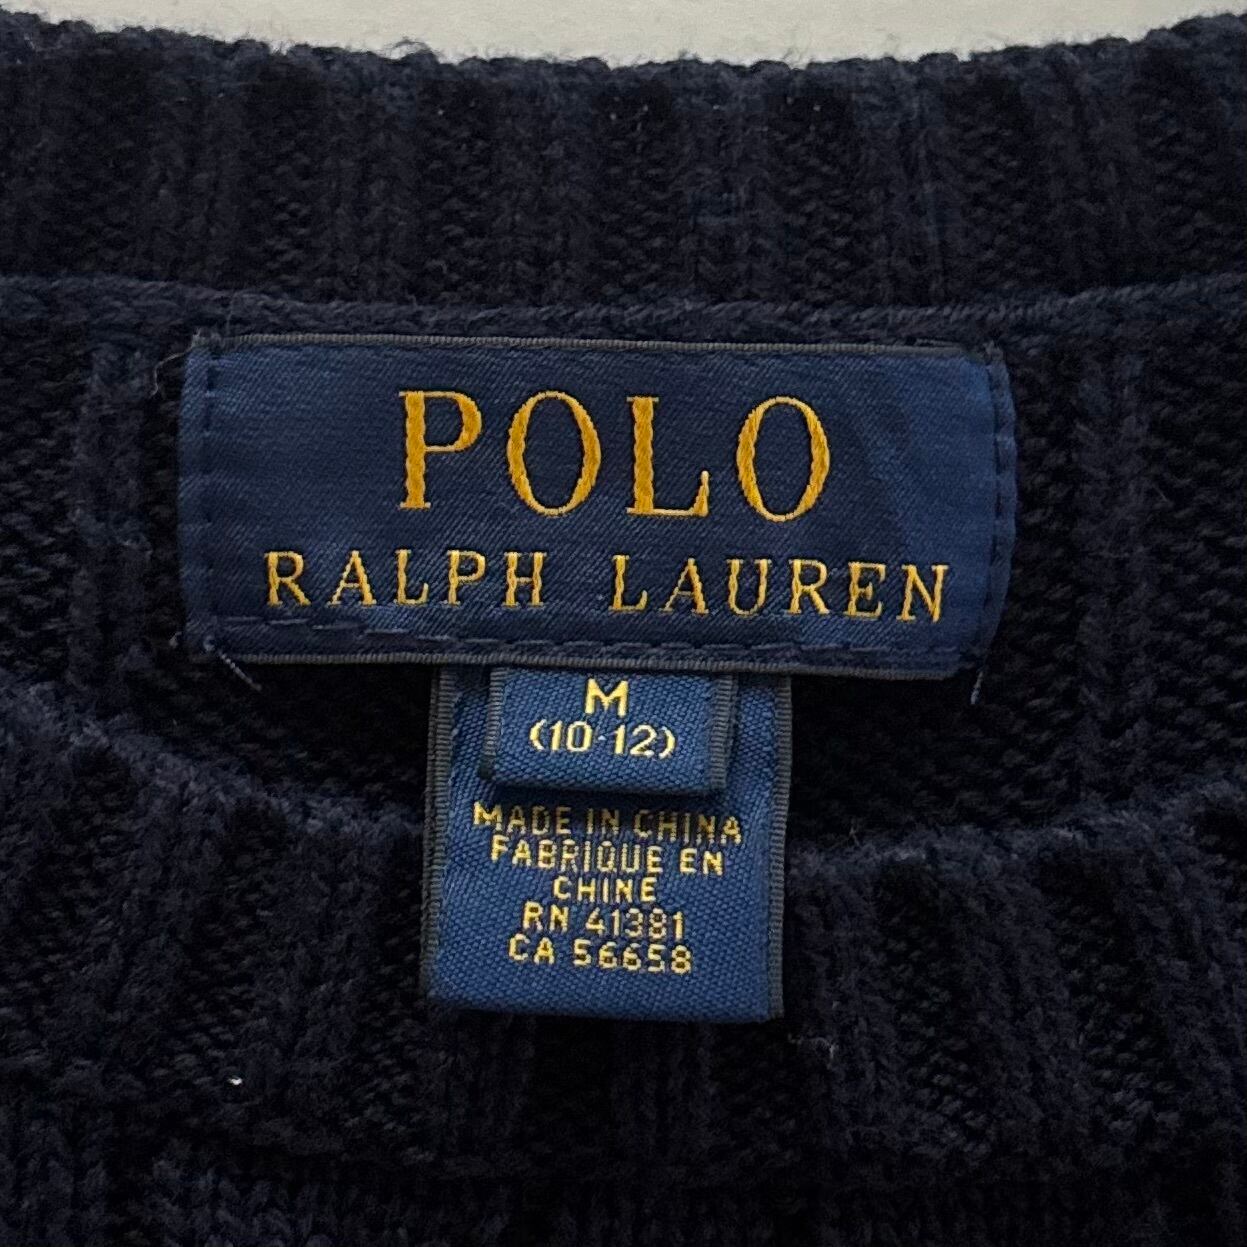 POLO
RALPH LAUREN
M
(10-12)
MADE IN CHINA
FABRIQUE EN
CHINE
RN 41381
CA 56658